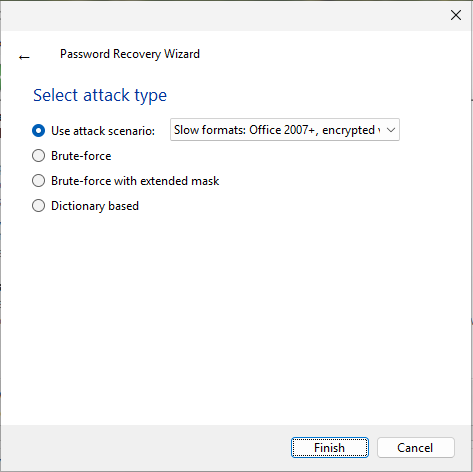 Password Recovery Wizard
Select attack type
Use attack scenario: Slow formats: Office 2007+, encrypted
Brute-force
Brute-force with extended mask
Dictionary based
Finish Cancel